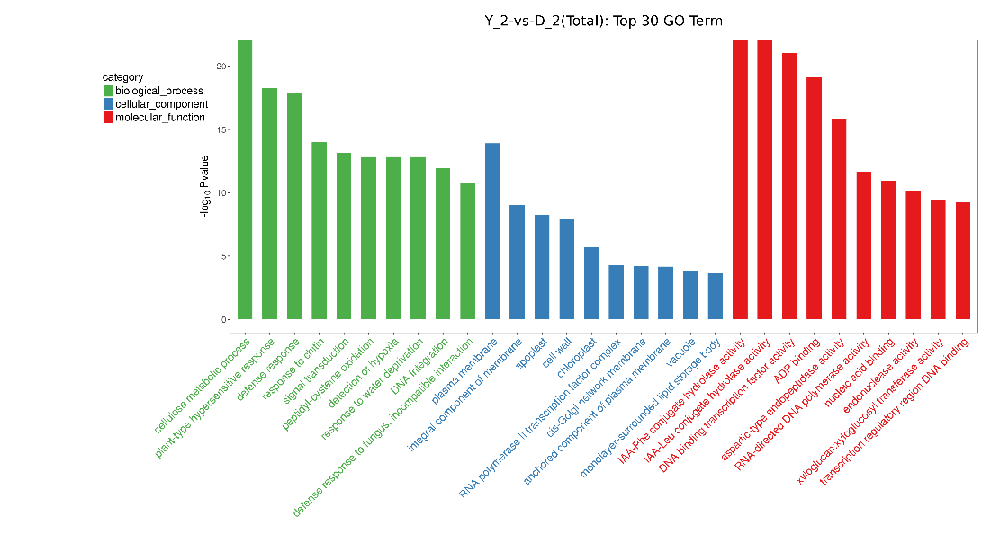 Y_2-vs-D_2(Total): Top 30 GO Term
category
biological_process
cellular_component
molecular_function
-log10 Pvalue
20
15
10
5
0
cellulose metabolic process
plant-type hypersensitive response
defense response
response to chitin
signal transduction
peptidyl-cysteine oxidation
detection of hypoxia
response to water deprivation
DNA integration
defense response to fungus, incompatible interaction
plasma membrane
integral component of membrane
apoplast
cell wall
chloroplast
RNA polymerase II transcription factor complex
cis-Golgi network membrane
anchored component of plasma membrane
vacuole
monolayer-surrounded lipid storage body
IAA-Phe conjugate hydrolase activity
IAA-Leu conjugate hydrolase activity
DNA binding transcription factor activity
ADP binding
aspartic-type endopeptidase activity
RNA-directed DNA polymerase activity
nucleic acid binding
endonuclease activity
xyloglucan:xyloglucosyl transferase activity
transcription regulatory region DNA binding